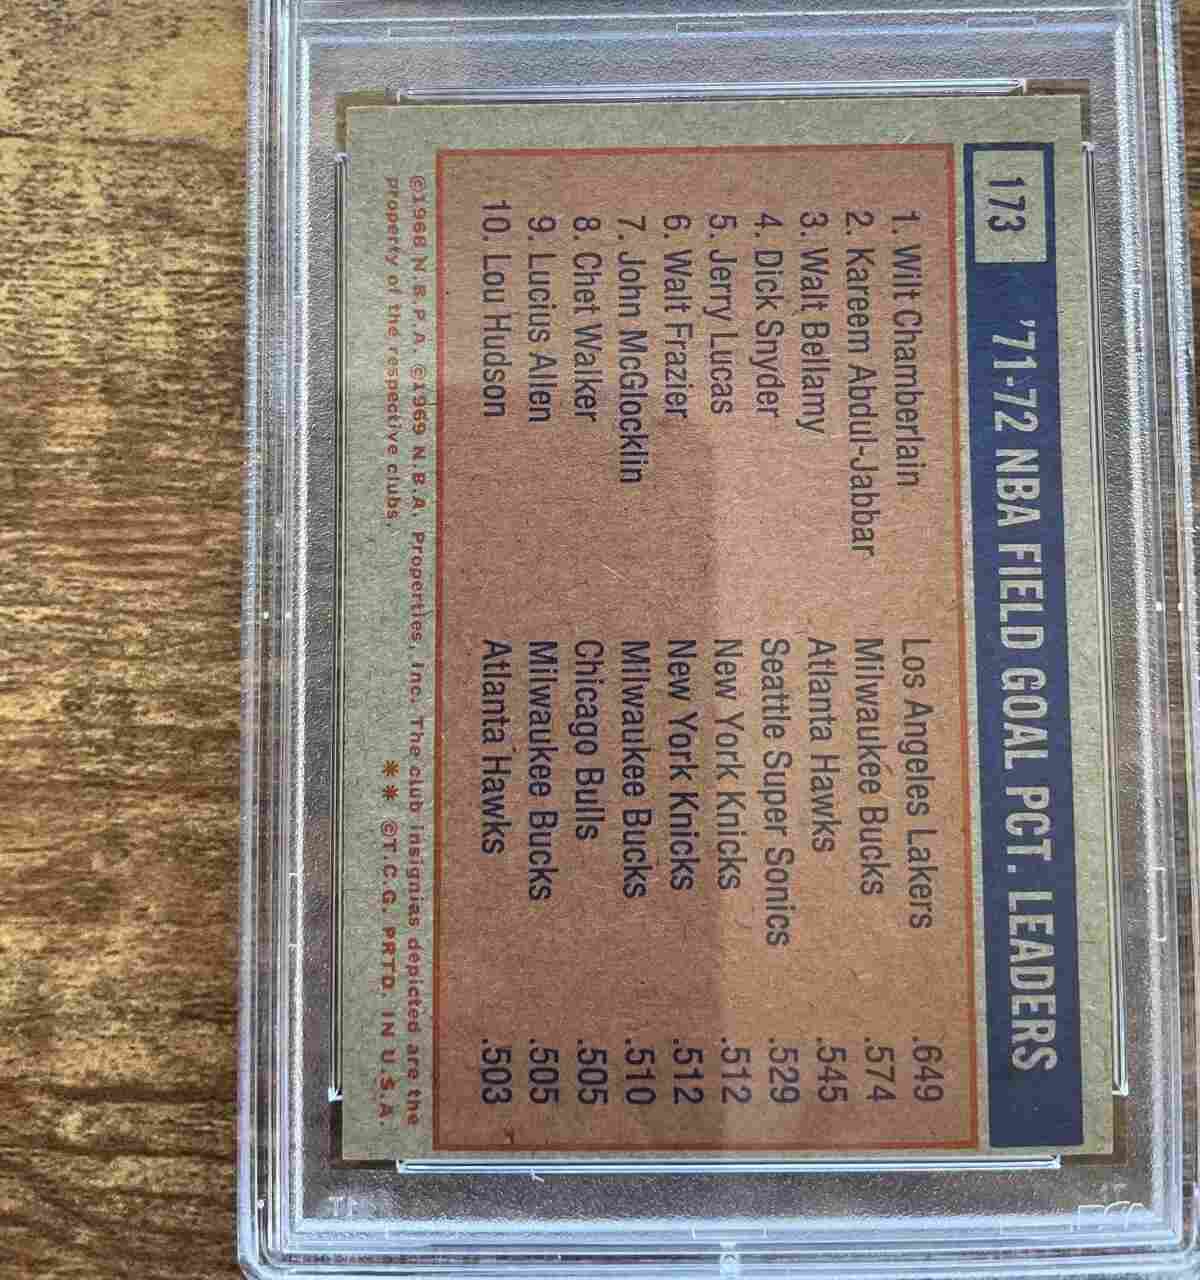 173 '71-72 NBA FIELD GOAL PCT. LEADERS
1. Wilt Chamberlain Los Angeles Lakers .649
2. Kareem Abdul-Jabbar Milwaukee Bucks .574
3. Walt Bellamy Atlanta Hawks .545
4. Dick Snyder Seattle Super Sonics .529
5. Jerry Lucas New York Knicks .512
6. Walt Frazier New York Knicks .512
7. John McGlocklin Milwaukee Bucks .510
8. Chet Walker Chicago Bulls .505
9. Lucius Allen Milwaukee Bucks .505
10. Lou Hudson Atlanta Hawks .503
©1968 N.B.P.A. ©1969 N.B.A. Properties, Inc. The club insignias depicted are the
property of the respective clubs. ** ©T.C.G. PRTD. IN U.S.A.
PSA